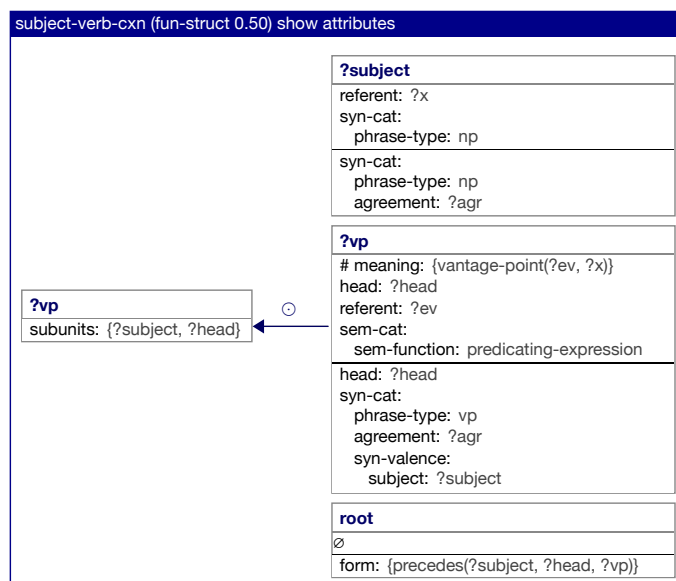 subject-verb-cxn (fun-struct 0.50) show attributes
?subject
referent: ?x
syn-cat:
phrase-type: np
syn-cat:
phrase-type: np
agreement: ?agr
?vp
# meaning: {vantage-point(?ev, ?x)}
head: ?head
referent: ?ev
sem-cat:
sem-function: predicating-expression
head: ?head
syn-cat:
phrase-type: vp
agreement: ?agr
syn-valence:
subject: ?subject
?vp
subunits: {?subject, ?head}
⊙
root
∅
form: {precedes(?subject, ?head, ?vp)}